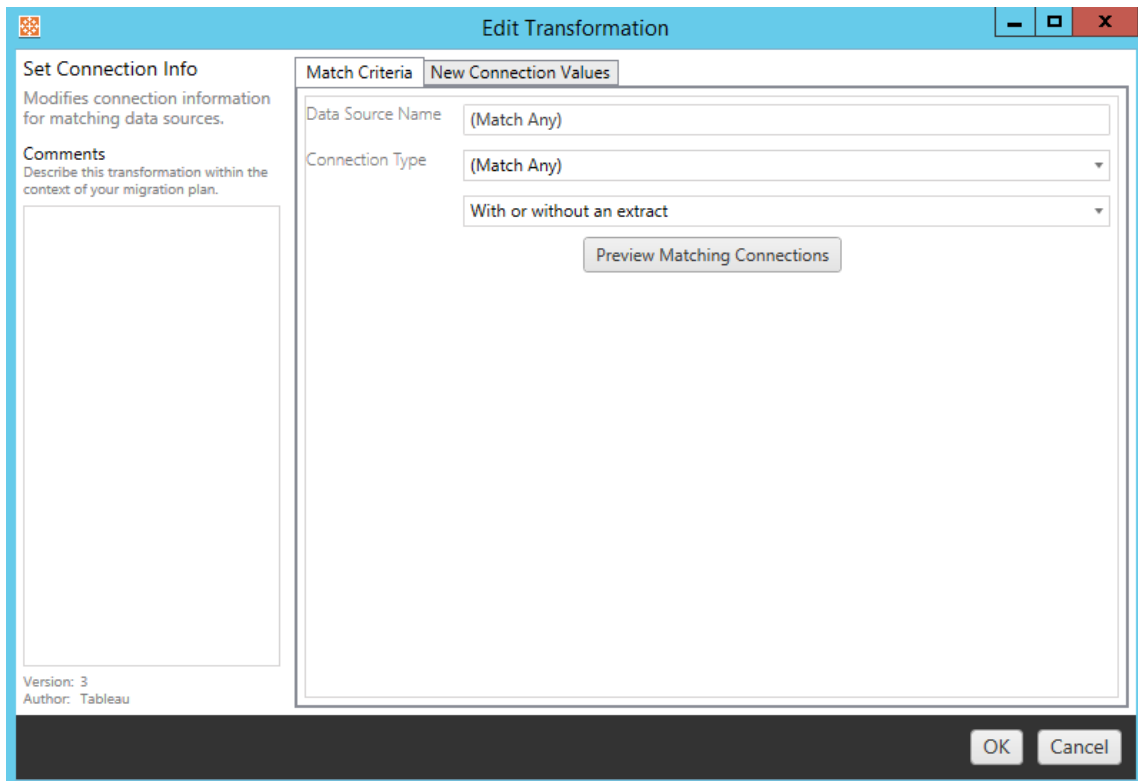 Edit Transformation
Set Connection Info
Modifies connection information
for matching data sources.
Comments
Describe this transformation within the
context of your migration plan.
Version: 3
Author: Tableau
Match Criteria
New Connection Values
Data Source Name
(Match Any)
Connection Type
(Match Any)
With or without an extract
Preview Matching Connections
OK
Cancel